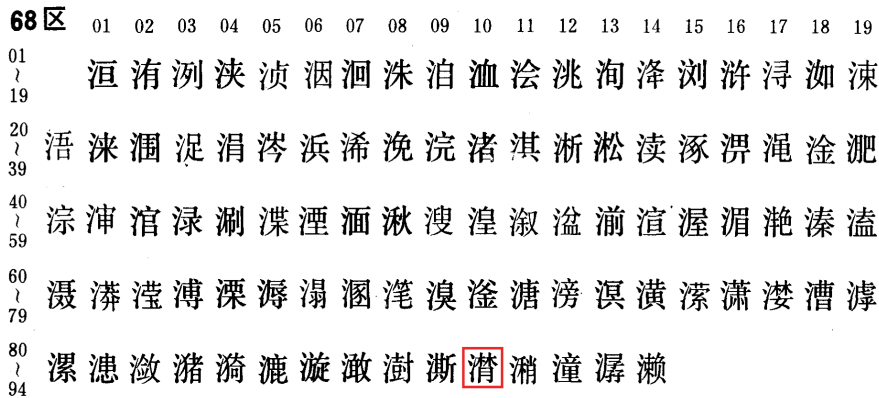 68区 01 02 03 04 05 06 07 08 09 10 11 12 13 14 15 16 17 18 19
01~19 洹 洧 洌 浃 浈 洇 洄 洙 洎 洫 浍 洮 洵 洚 浏 浒 浔 洳 涑
20~39 浯 涞 涠 浞 涓 涔 浜 浠 浼 浣 渚 淇 淅 淞 渎 涿 淠 渑 淦 淝
40~59 淙 渖 涫 渌 涮 渫 湮 湎 湫 溲 湟 溆 湓 湔 渲 渥 湄 滟 溱 溘
60~79 滠 漭 滢 溥 溧 溽 溻 溷 滗 溴 滏 溏 滂 溟 潢 潆 潇 漤 漕 滹
80~94 漯 漶 潋 潴 漪 漉 漩 澉 澍 澌 潸 潲 潼 潺 濑